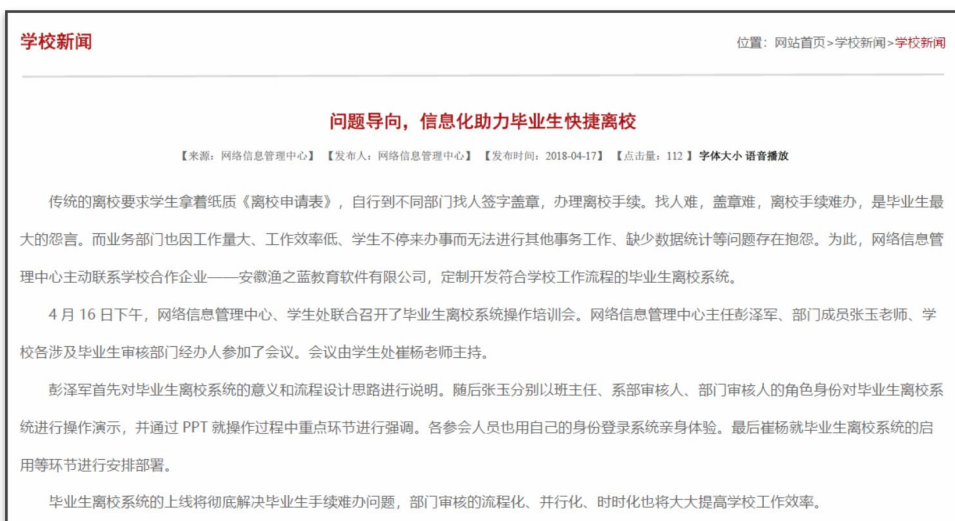 学校新闻
位置：网站首页>学校新闻>学校新闻
问题导向，信息化助力毕业生快捷离校
【来源：网络信息管理中心】 【发布人：网络信息管理中心】 【发布时间：2018-04-17】 【点击量：112 】 字体大小 语音播放
传统的离校要求学生拿着纸质《离校申请表》，自行到不同部门找人签字盖章，办理离校手续。找人难，盖章难，离校手续难办，是毕业生最
大的怨言。而业务部门也因工作量大、工作效率低、学生不停来办事而无法进行其他事务工作、缺少数据统计等问题存在抱怨。为此，网络信息管
理中心主动联系学校合作企业——安徽渔之蓝教育软件有限公司，定制开发符合学校工作流程的毕业生离校系统。
4 月 16 日下午，网络信息管理中心、学生处联合召开了毕业生离校系统操作培训会。网络信息管理中心主任彭泽军、部门成员张玉老师、学
校各涉及毕业生审核部门经办人参加了会议。会议由学生处崔杨老师主持。
彭泽军首先对毕业生离校系统的意义和流程设计思路进行说明。随后张玉分别以班主任、系部审核人、部门审核人的角色身份对毕业生离校系
统进行操作演示，并通过 PPT 就操作过程中重点环节进行强调。各参会人员也用自己的身份登录系统亲身体验。最后崔杨就毕业生离校系统的启
用等环节进行安排部署。
毕业生离校系统的上线将彻底解决毕业生手续难办问题，部门审核的流程化、并行化、时时化也将大大提高学校工作效率。